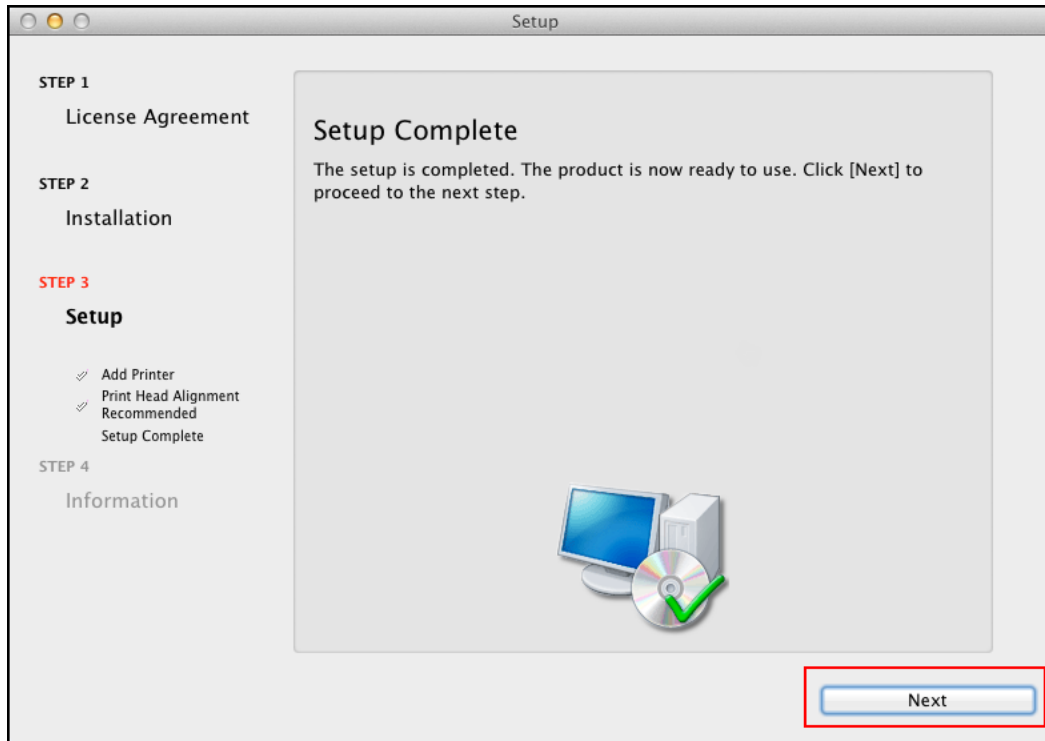 Setup
STEP 1
License Agreement
STEP 2
Installation
STEP 3
Setup
Add Printer
Print Head Alignment
Recommended
Setup Complete
STEP 4
Information
Setup Complete
The setup is completed. The product is now ready to use. Click [Next] to
proceed to the next step.
Next